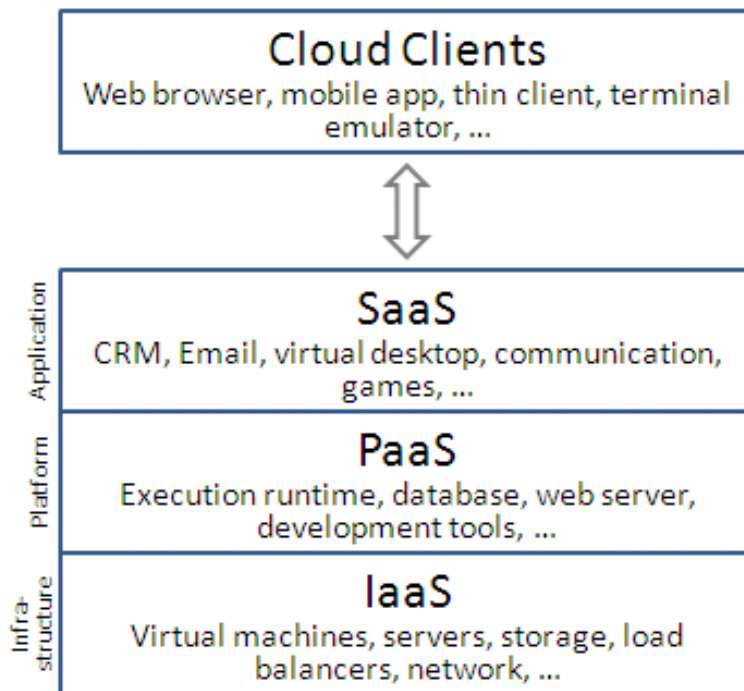 Cloud Clients
Web browser, mobile app, thin client, terminal
emulator, ...
Application
SaaS
CRM, Email, virtual desktop, communication,
games, ...
Platform
PaaS
Execution runtime, database, web server,
development tools, ...
Infra-
structure
IaaS
Virtual machines, servers, storage, load
balancers, network, ...